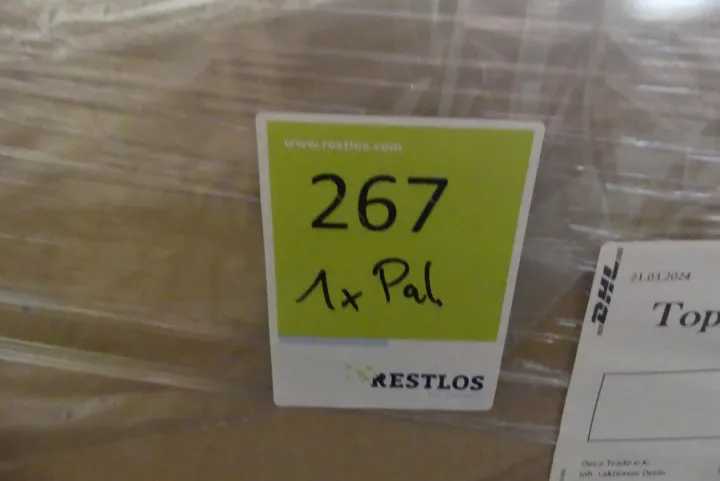 www.restlos.com
267
1x Pal.
RESTLOS
DHL
21.03.2024
Top